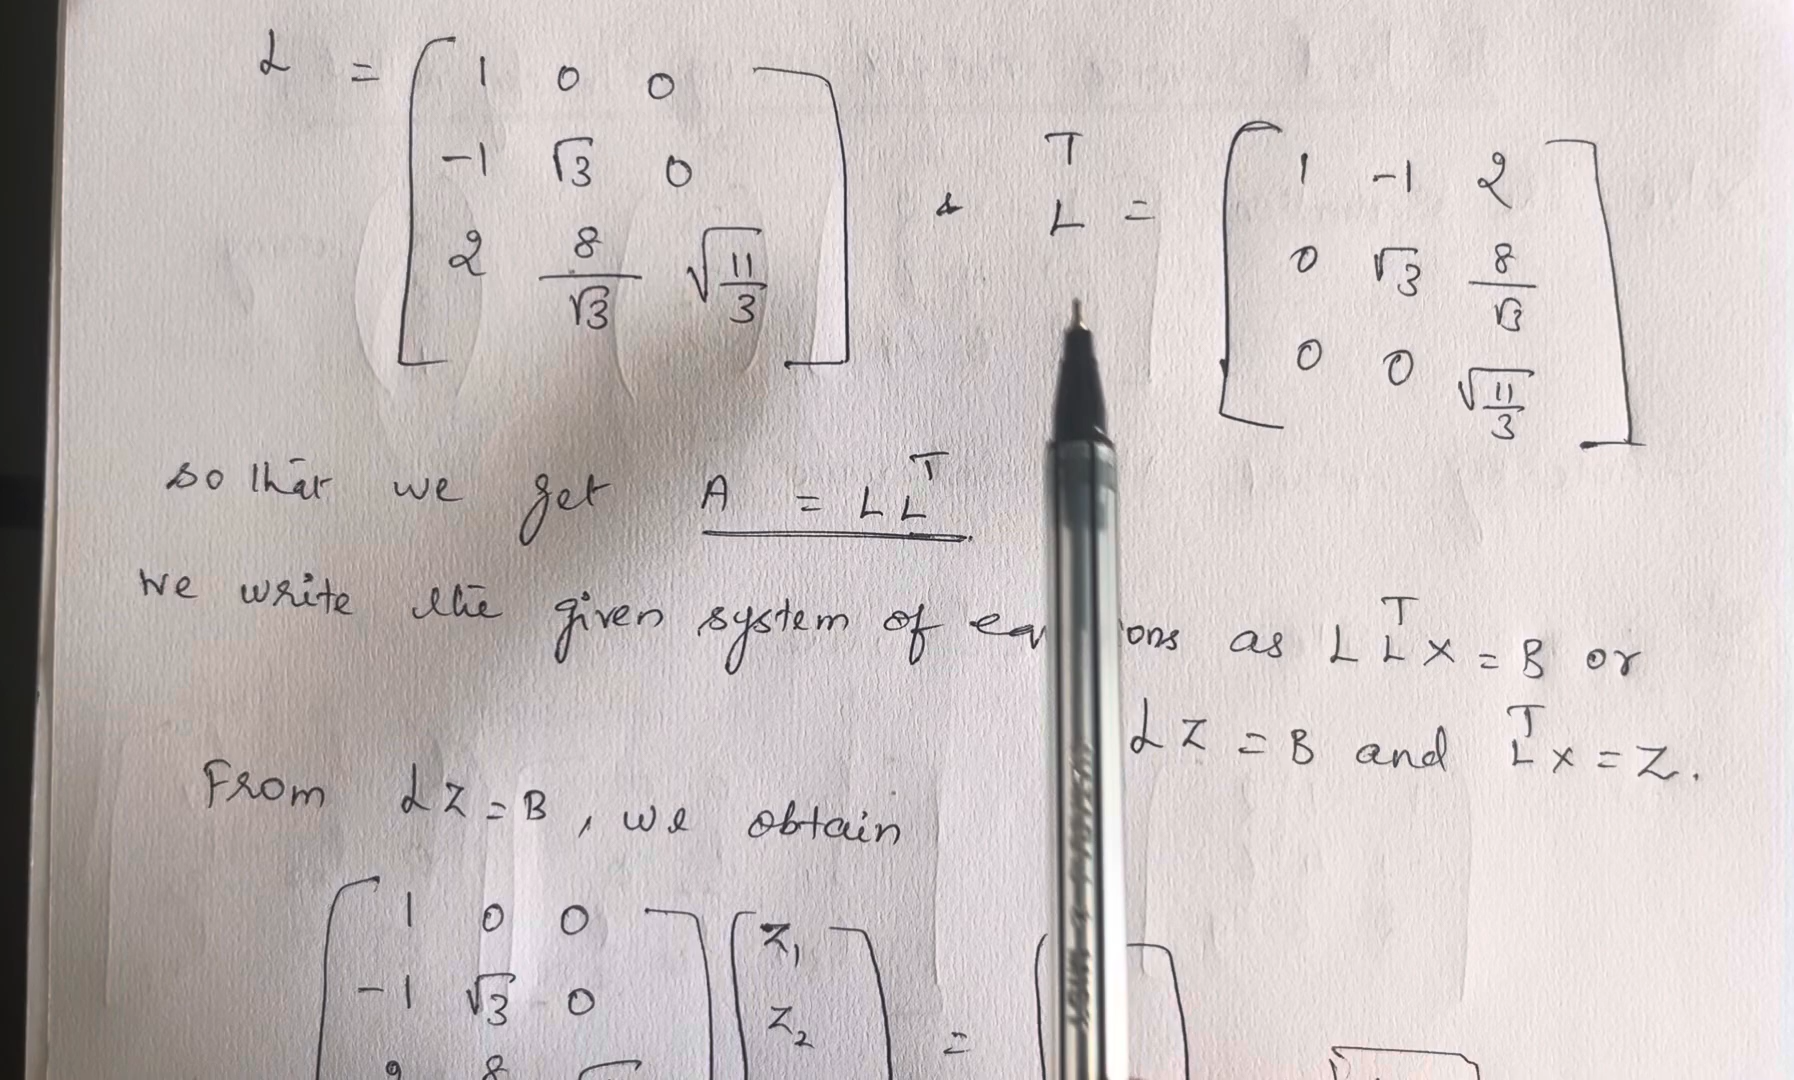 L = [ 1 0 0
-1 √3 0
2 8/√3 √(11/3) ]
& Lᵀ = [ 1 -1 2
0 √3 8/√3
0 0 √(11/3) ]
so that we get A = LLᵀ.
We write the given system of as LLᵀX = B or
LZ = B and LᵀX = Z.
From LZ = B, we obtain
[ 1 0 0
-1 √3 0
2 8 [ z₁
z₂ =